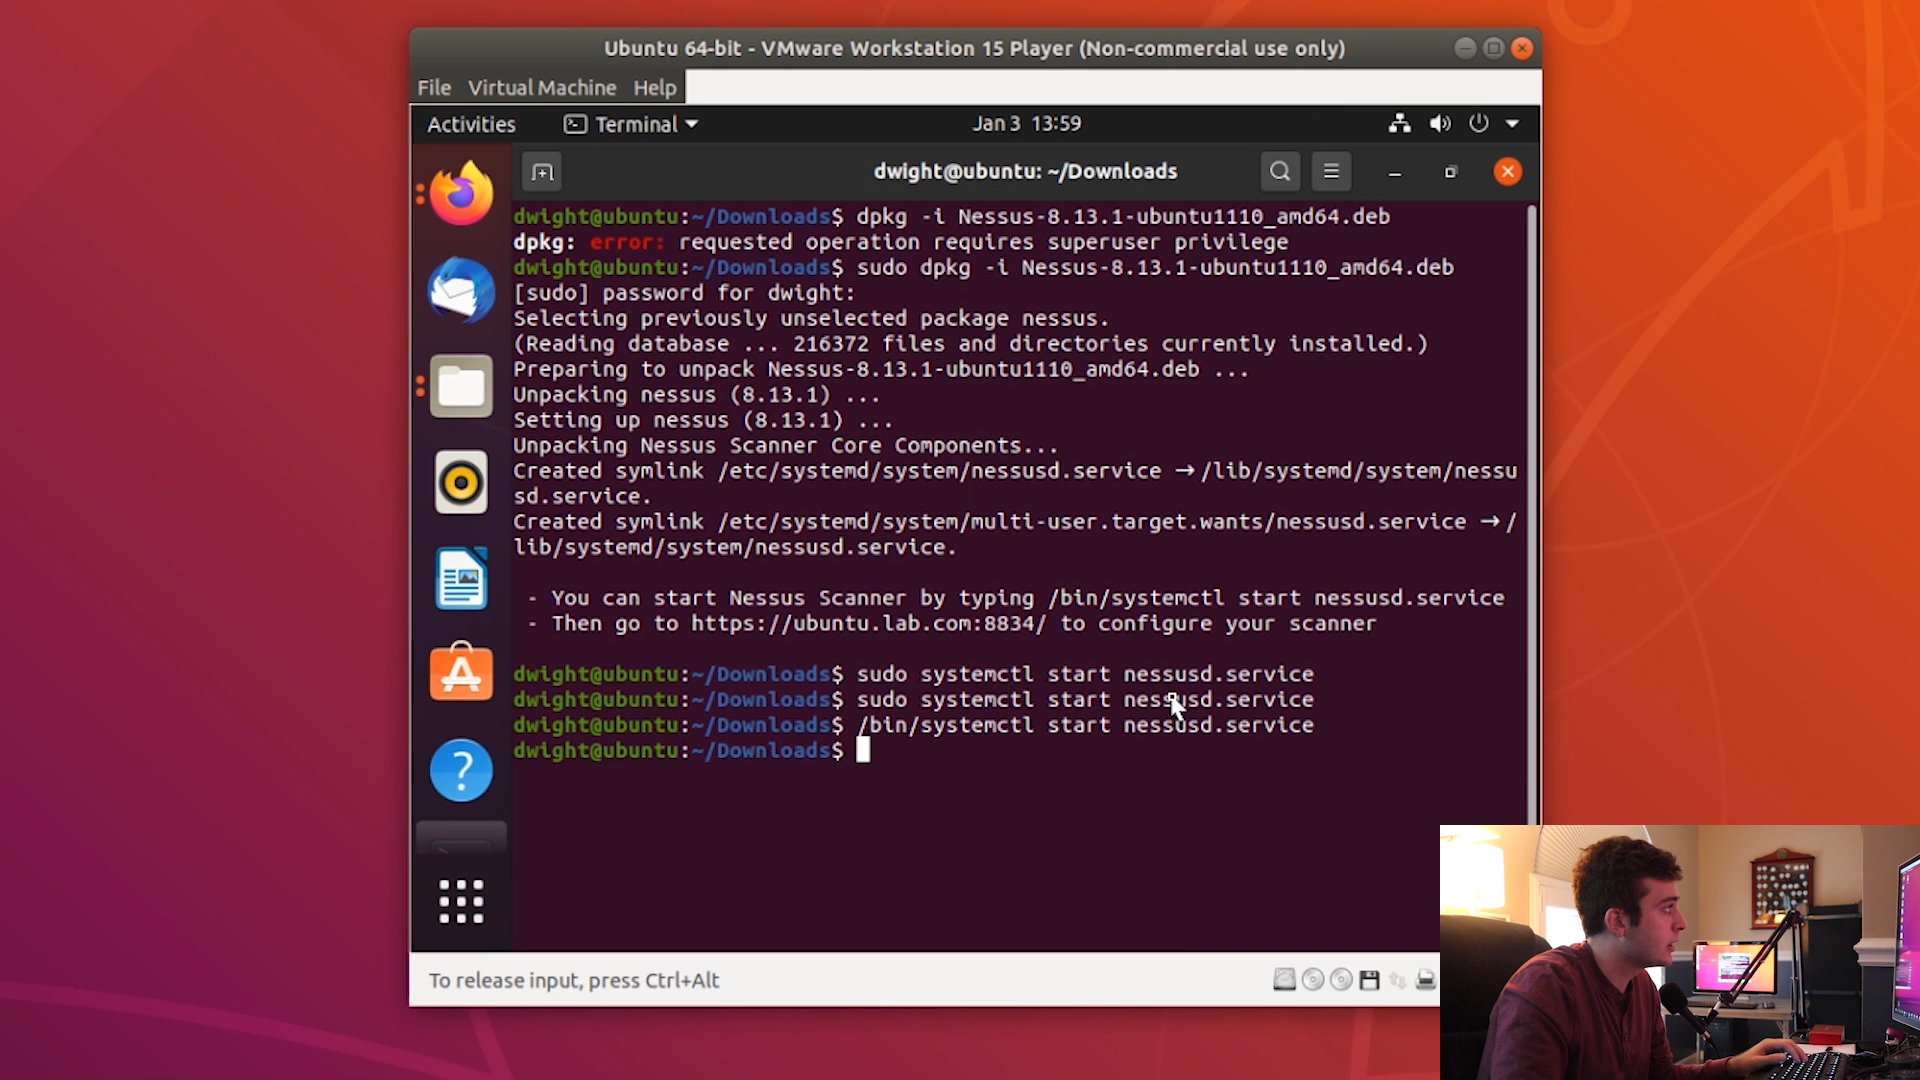 Ubuntu 64-bit - VMware Workstation 15 Player (Non-commercial use only)
File Virtual Machine Help
Activities Terminal Jan 3 13:59
dwight@ubuntu: ~/Downloads
dwight@ubuntu:~/Downloads$ dpkg -i Nessus-8.13.1-ubuntu1110_amd64.deb
dpkg: error: requested operation requires superuser privilege
dwight@ubuntu:~/Downloads$ sudo dpkg -i Nessus-8.13.1-ubuntu1110_amd64.deb
[sudo] password for dwight:
Selecting previously unselected package nessus.
(Reading database ... 216372 files and directories currently installed.)
Preparing to unpack Nessus-8.13.1-ubuntu1110_amd64.deb ...
Unpacking nessus (8.13.1) ...
Setting up nessus (8.13.1) ...
Unpacking Nessus Scanner Core Components...
Created symlink /etc/systemd/system/nessusd.service → /lib/systemd/system/nessu
sd.service.
Created symlink /etc/systemd/system/multi-user.target.wants/nessusd.service → /
lib/systemd/system/nessusd.service.
- You can start Nessus Scanner by typing /bin/systemctl start nessusd.service
- Then go to https://ubuntu.lab.com:8834/ to configure your scanner
dwight@ubuntu:~/Downloads$ sudo systemctl start nessusd.service
dwight@ubuntu:~/Downloads$ sudo systemctl start nessusd.service
dwight@ubuntu:~/Downloads$ /bin/systemctl start nessusd.service
dwight@ubuntu:~/Downloads$
To release input, press Ctrl+Alt